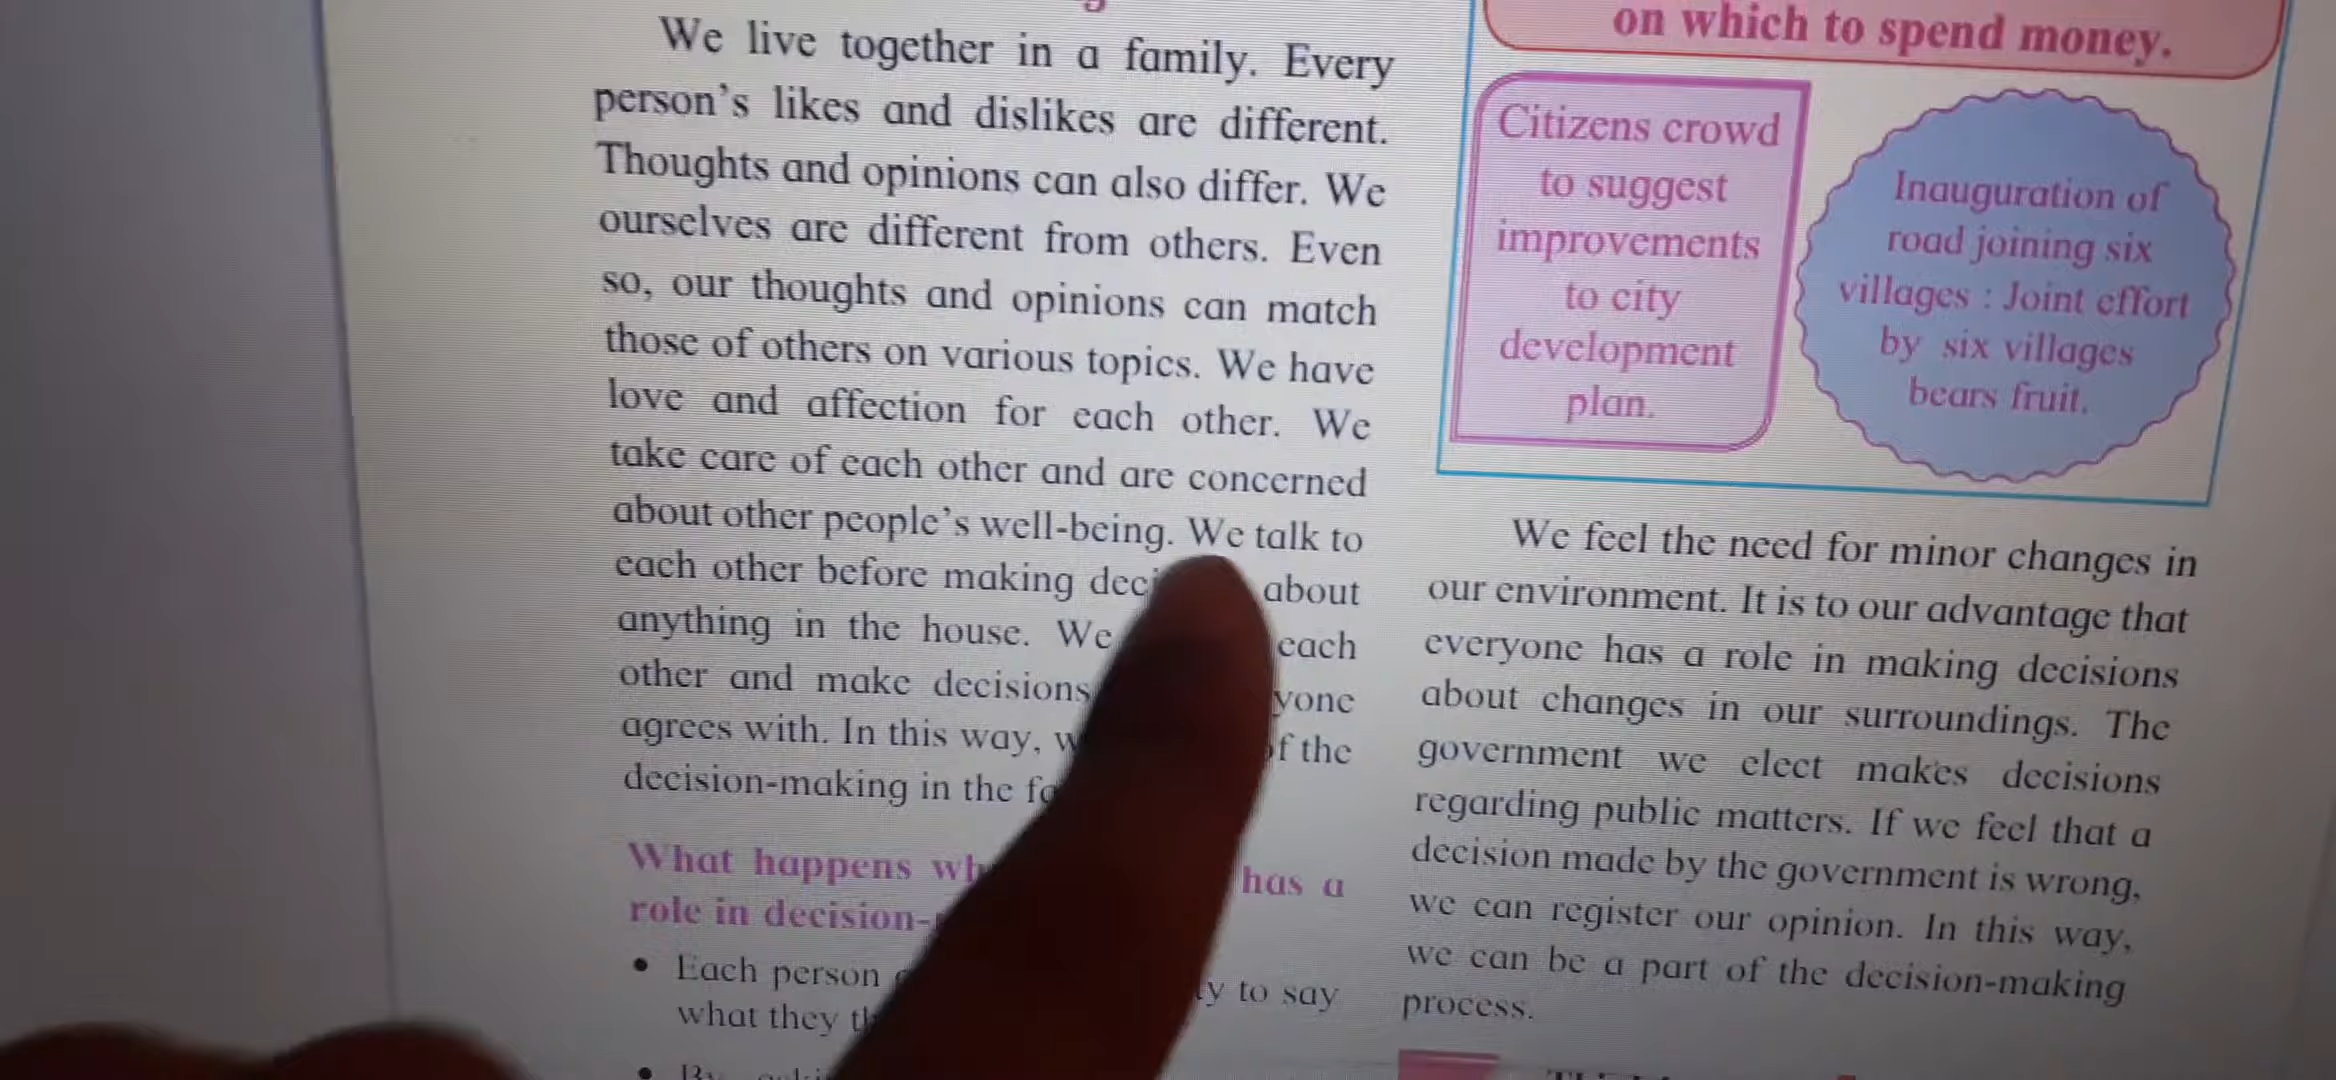 We live together in a family. Every
person's likes and dislikes are different.
Thoughts and opinions can also differ. We
ourselves are different from others. Even
so, our thoughts and opinions can match
those of others on various topics. We have
love and affection for each other. We
take care of each other and are concerned
about other people's well-being. We talk to
each other before making about
anything in the house. We each
other and make decisions
agrees with. In this way, of the
decision-making in the
What happens has a
role in
• Each person to say
what they
on which to spend money.
Citizens crowd
to suggest
improvements
to city
development
plan.
Inauguration of
road joining six
villages : Joint effort
by six villages
bears fruit.
We feel the need for minor changes in
our environment. It is to our advantage that
everyone has a role in making decisions
about changes in our surroundings. The
government we elect makes decisions
regarding public matters. If we feel that a
decision made by the government is wrong,
we can register our opinion. In this way,
we can be a part of the decision-making
process.